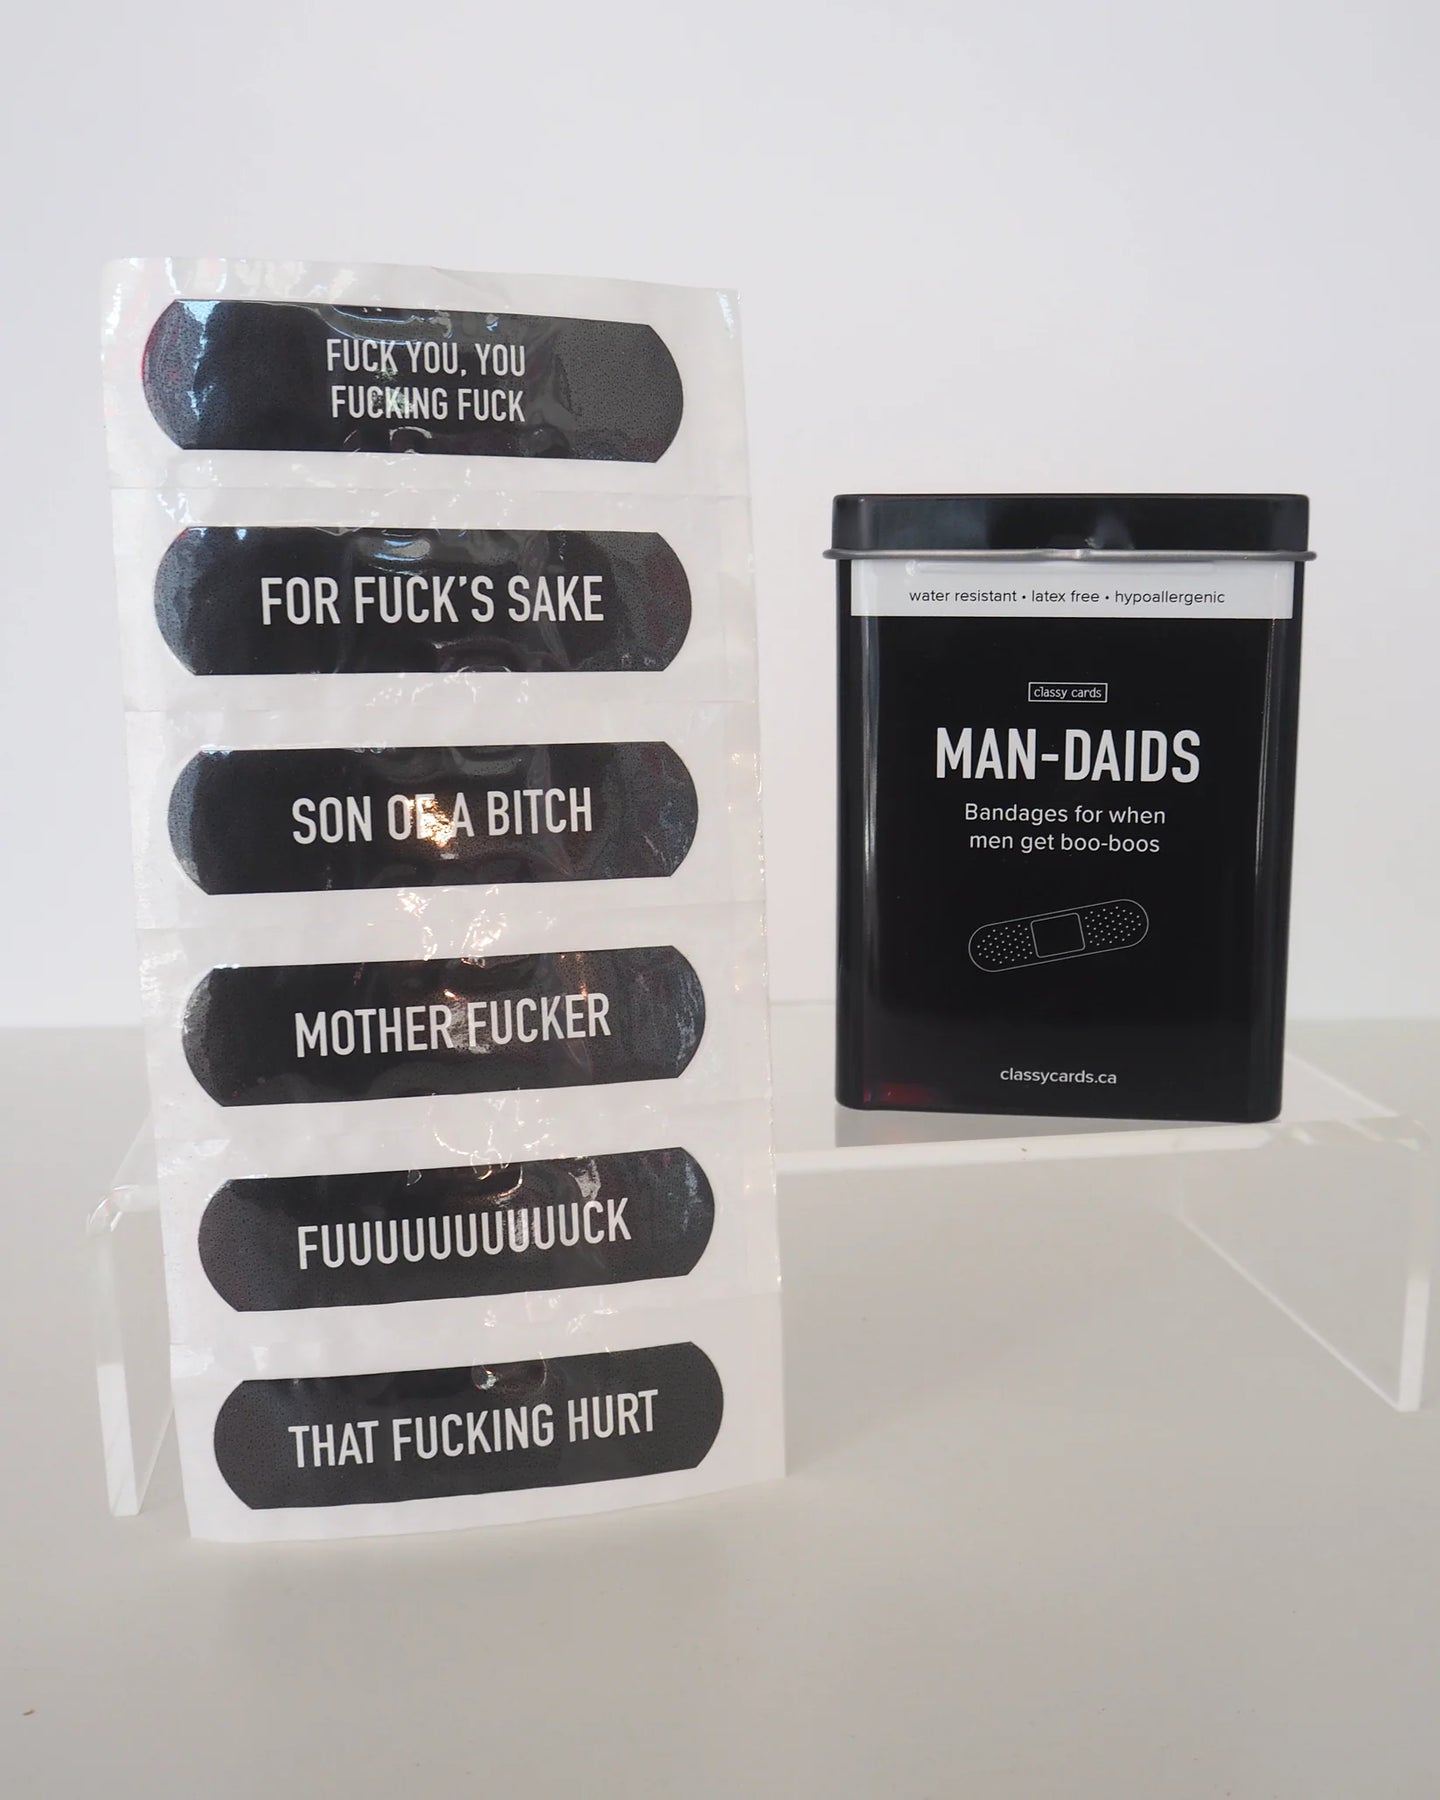 FUCK YOU, YOU
FUCKING FUCK
FOR FUCK'S SAKE
SON OF A BITCH
MOTHER FUCKER
FUUUUUUUUUUUCK
THAT FUCKING HURT
water resistant • latex free • hypoallergenic
classy cards
MAN-DAIDS
Bandages for when
men get boo-boos
classycards.ca